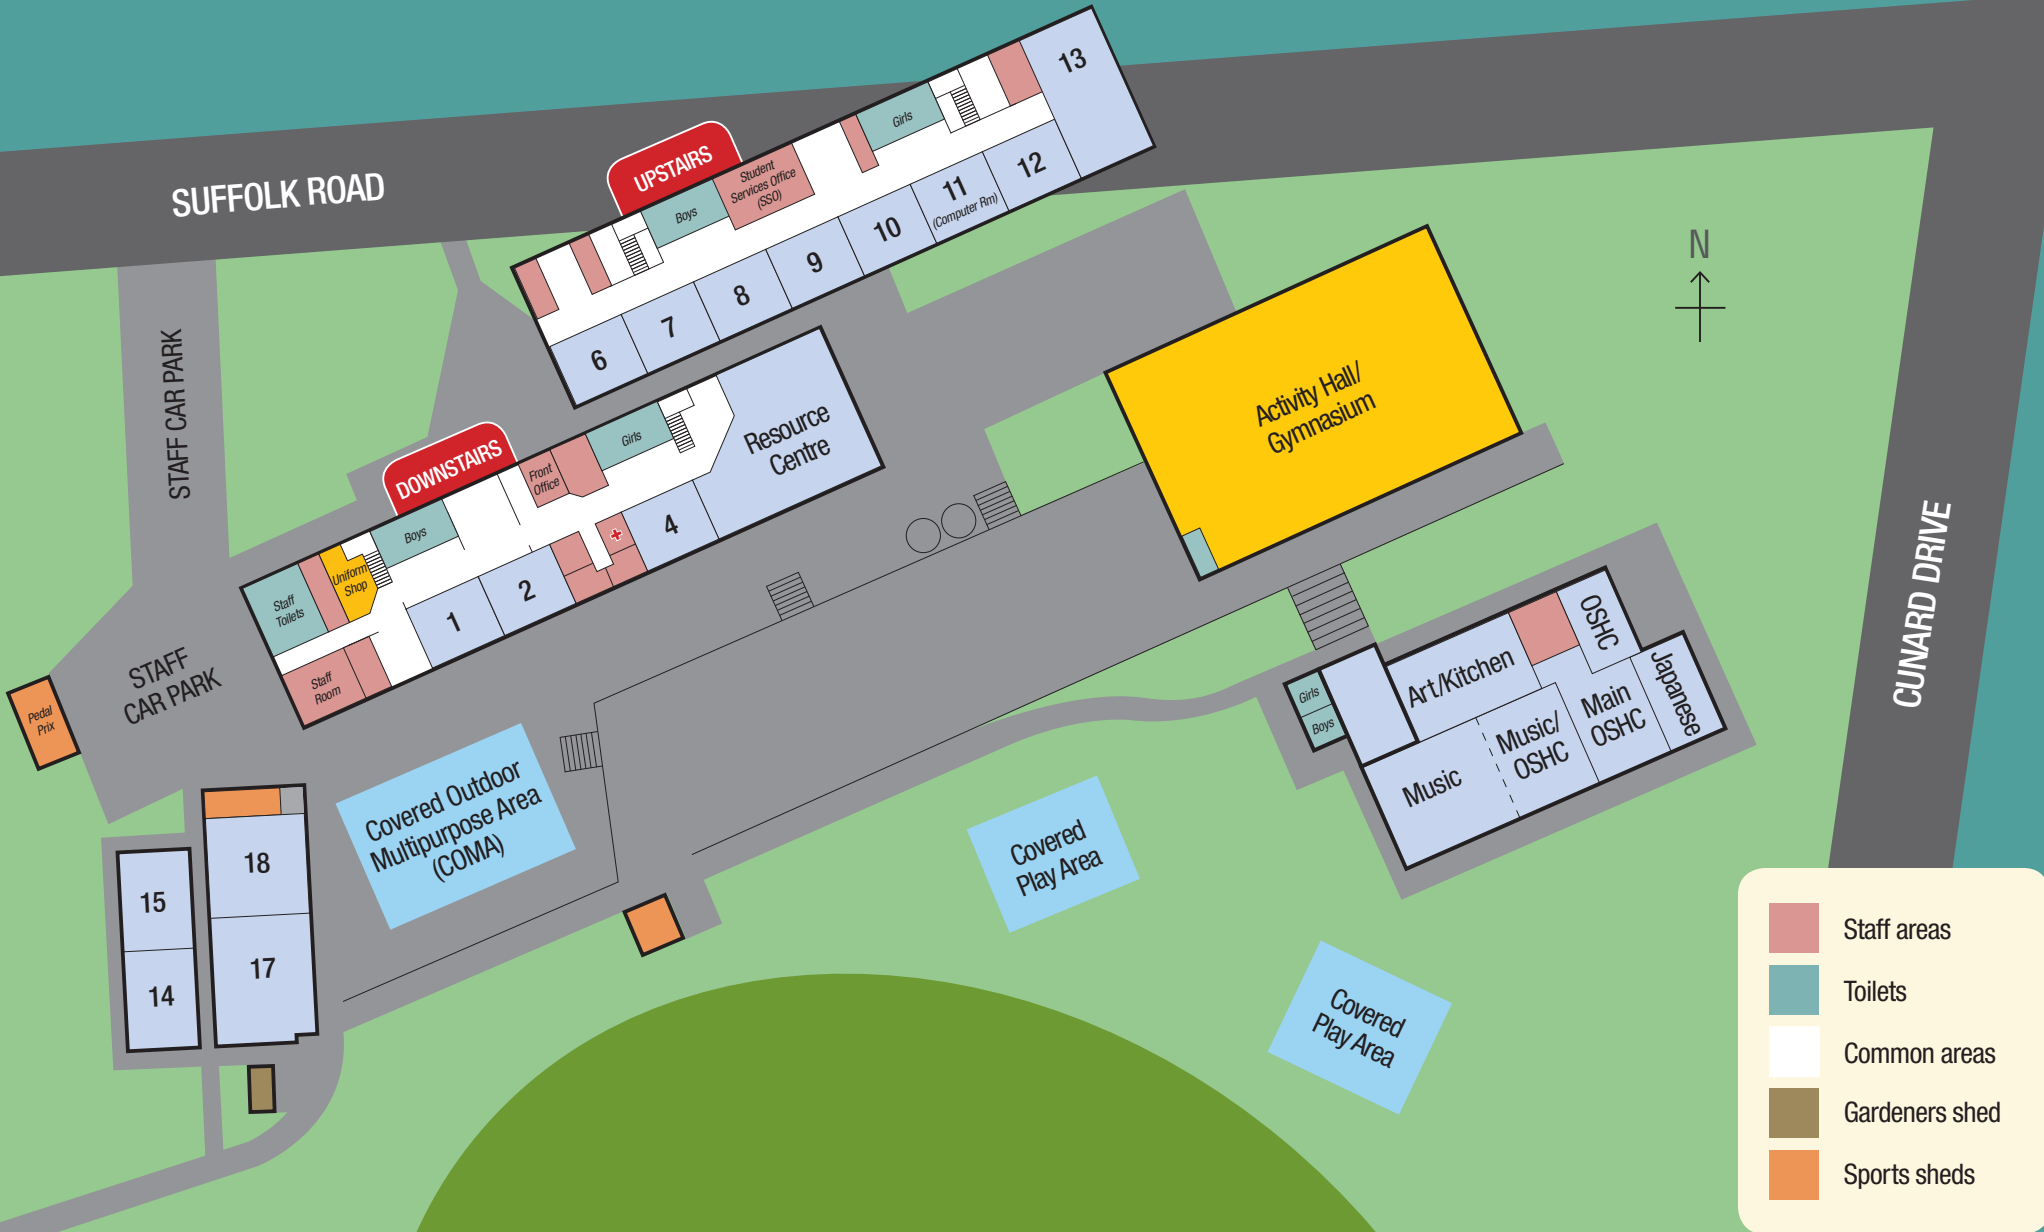 SUFFOLK ROAD
UPSTAIRS
Boys
Student
Services Office
(SSO)
Girls
13
6
7
8
9
10
11
(Computer Rm)
12
N
STAFF CAR PARK
DOWNSTAIRS
Staff
Toilets
Uniform
Shop
Boys
Front
Office
Girls
Resource
Centre
Staff
Room
1
2
4
Activity Hall/
Gymnasium
CUNARD DRIVE
STAFF
CAR PARK
Pedal
Prix
Covered Outdoor
Multipurpose Area
(COMA)
Girls
Boys
Art/Kitchen
OSHC
Japanese
Main
OSHC
Music/
OSHC
Music
18
17
15
14
Covered
Play Area
Covered
Play Area
Staff areas
Toilets
Common areas
Gardeners shed
Sports sheds